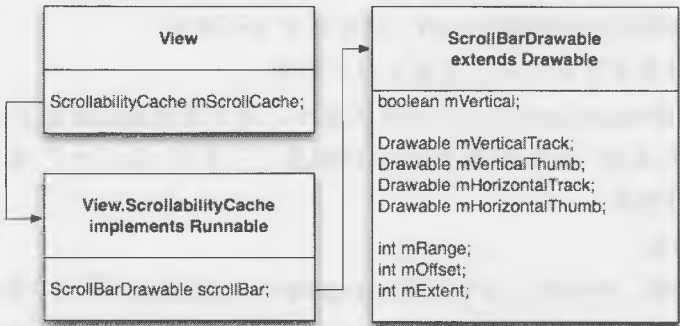 View
ScrollabilityCache mScrollCache;
View.ScrollabilityCache
implements Runnable
ScrollBarDrawable scrollBar;
ScrollBarDrawable
extends Drawable
boolean mVertical;
Drawable mVerticalTrack;
Drawable mVerticalThumb;
Drawable mHorizontalTrack;
Drawable mHorizontalThumb;
int mRange;
int mOffset;
int mExtent;